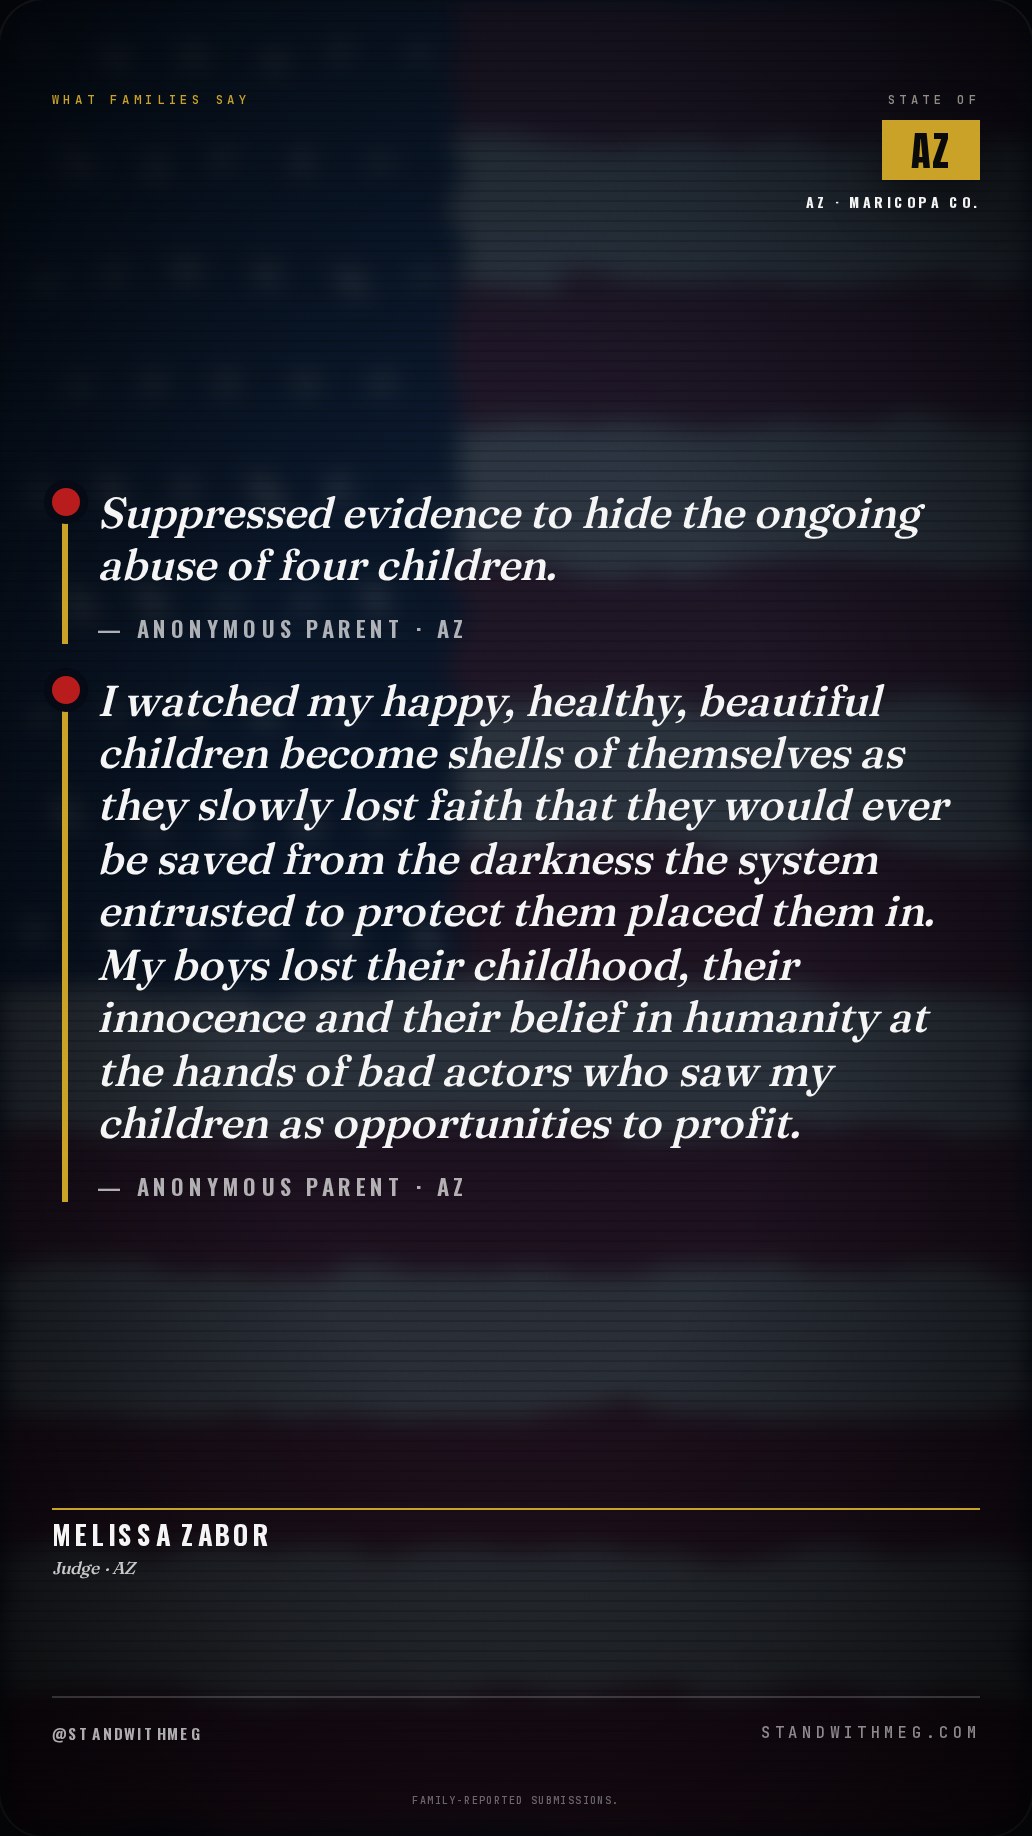 WHAT FAMILIES SAY
STATE OF
AZ
AZ · MARICOPA CO.
Suppressed evidence to hide the ongoing
abuse of four children.
— ANONYMOUS PARENT · AZ
I watched my happy, healthy, beautiful
children become shells of themselves as
they slowly lost faith that they would ever
be saved from the darkness the system
entrusted to protect them placed them in.
My boys lost their childhood, their
innocence and their belief in humanity at
the hands of bad actors who saw my
children as opportunities to profit.
— ANONYMOUS PARENT · AZ
MELISSA ZABOR
Judge · AZ
@STANDWITHMEG
STANDWITHMEG.COM
FAMILY-REPORTED SUBMISSIONS.